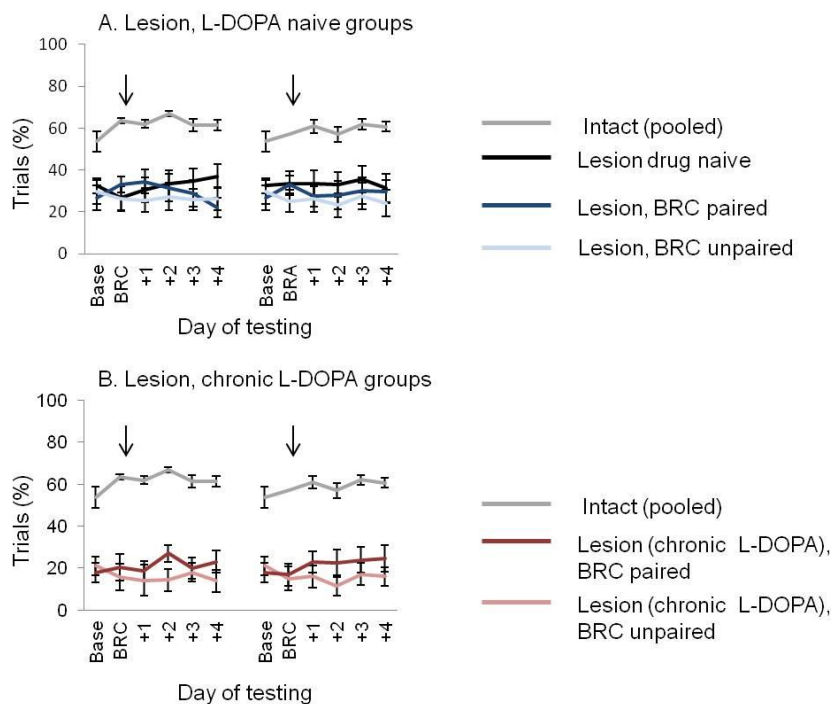 A. Lesion, L-DOPA naive groups
Trials (%)
100
80
60
40
20
0
Base
BRC
+1
+2
+3
+4
Base
BRA
+1
+2
+3
+4
Day of testing
Intact (pooled)
Lesion drug naive
Lesion, BRC paired
Lesion, BRC unpaired
B. Lesion, chronic L-DOPA groups
Trials (%)
100
80
60
40
20
0
Base
BRC
+1
+2
+3
+4
Base
BRC
+1
+2
+3
+4
Day of testing
Intact (pooled)
Lesion (chronic L-DOPA),
BRC paired
Lesion (chronic L-DOPA),
BRC unpaired